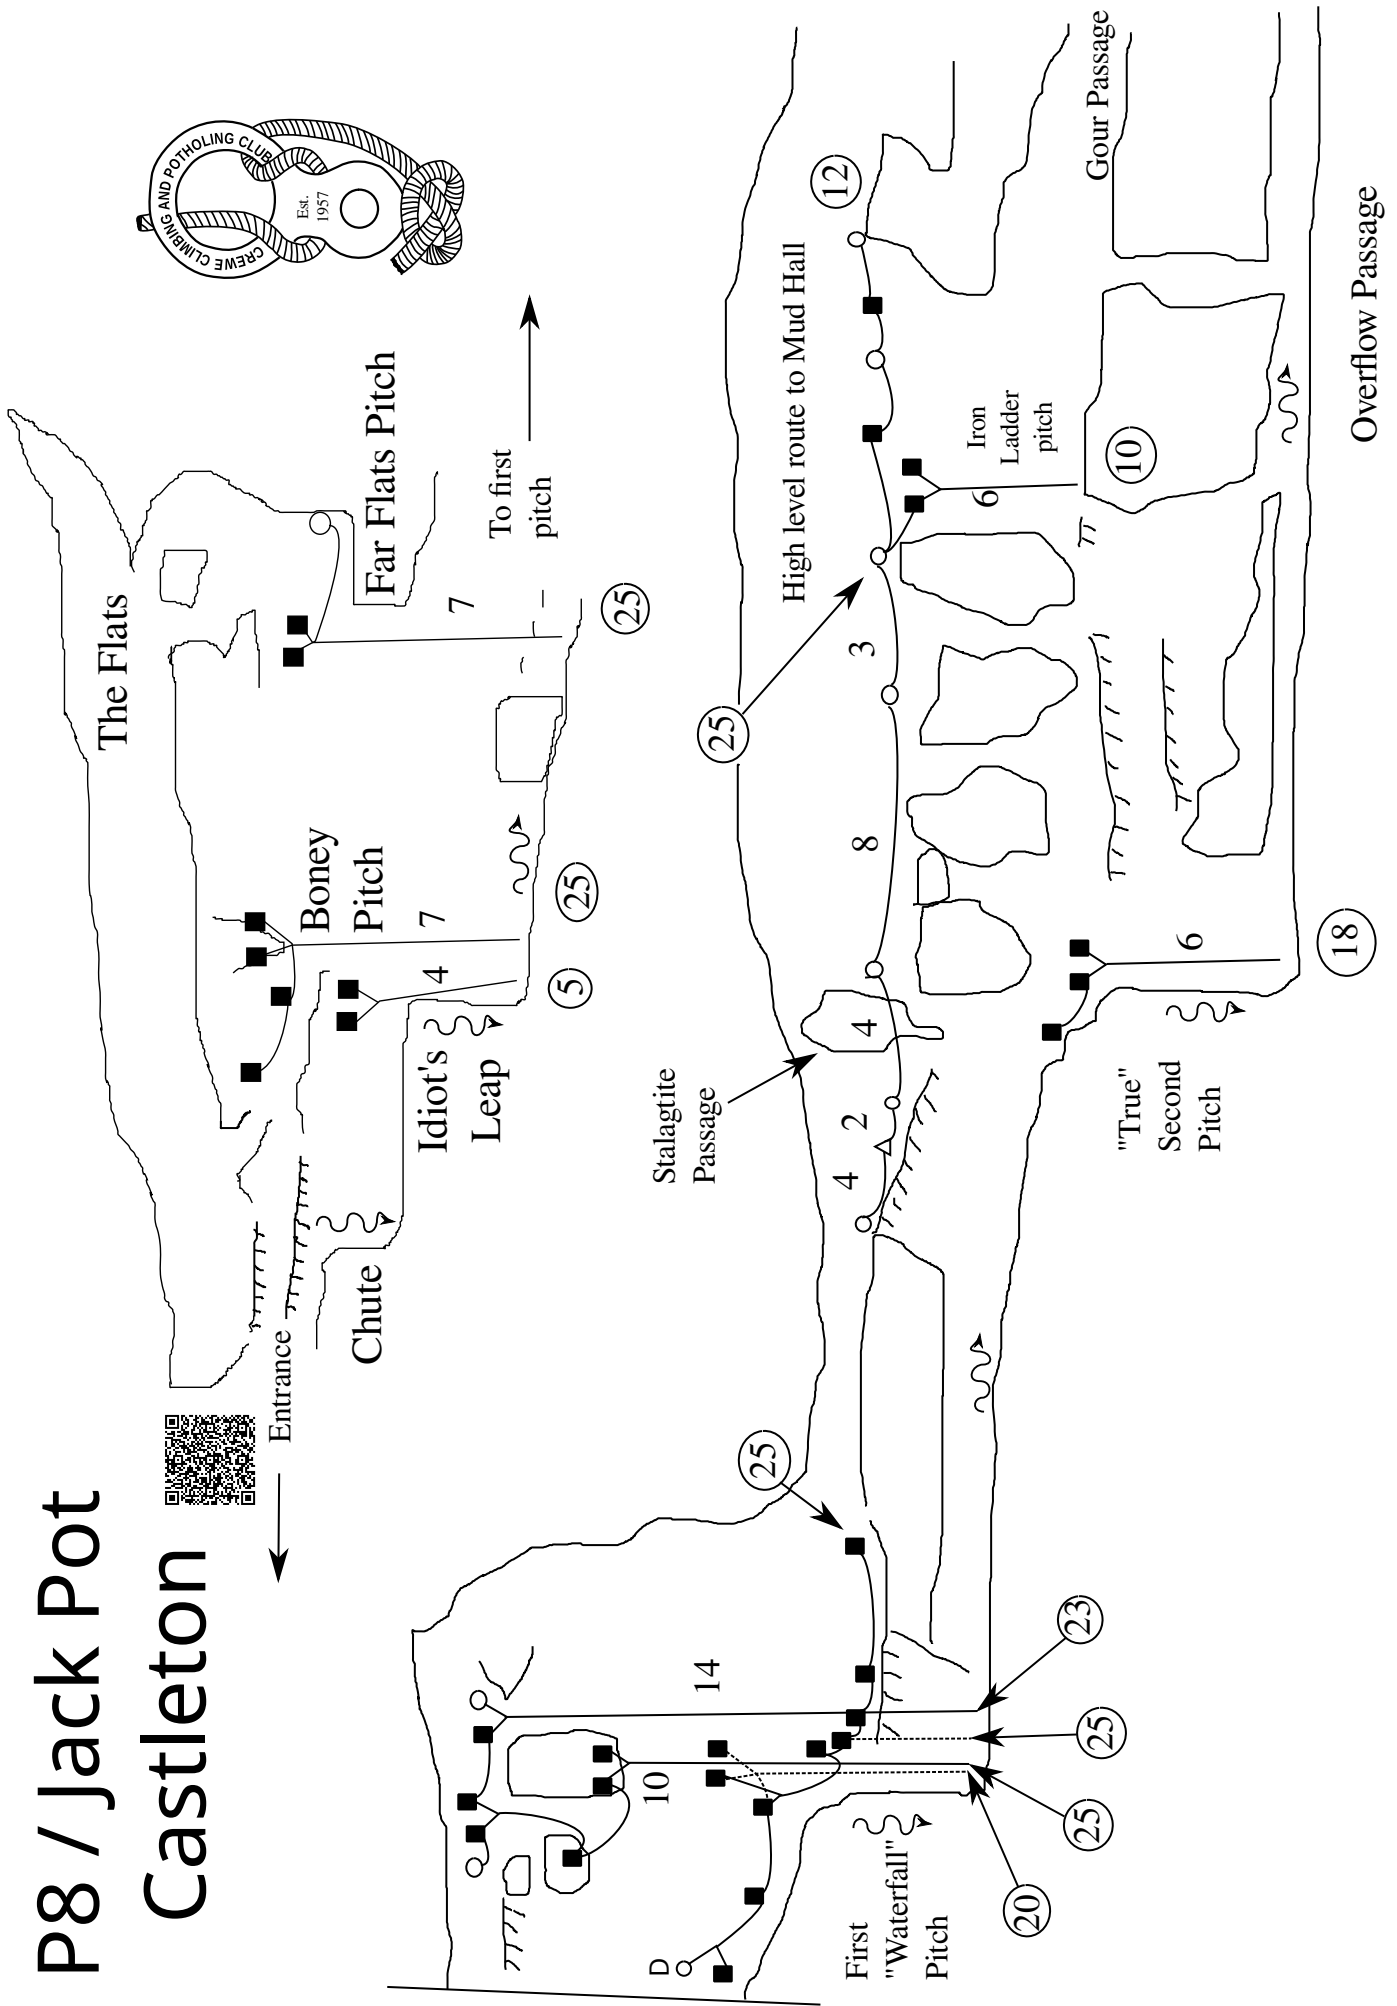 P8 / Jack Pot
Castleton
CREWE CLIMBING AND POTHOLING CLUB
Est.
1957
Entrance
The Flats
Chute
Idiot's
Leap
4
5
Boney
Pitch
7
25
Far Flats Pitch
7
25
To first
pitch
D
First
"Waterfall"
Pitch
10
14
20
25
25
23
25
Stalagtite
Passage
4
2
4
8
3
25
High level route to Mud Hall
12
"True"
Second
Pitch
6
18
Iron
Ladder
pitch
6
10
Gour Passage
Overflow Passage